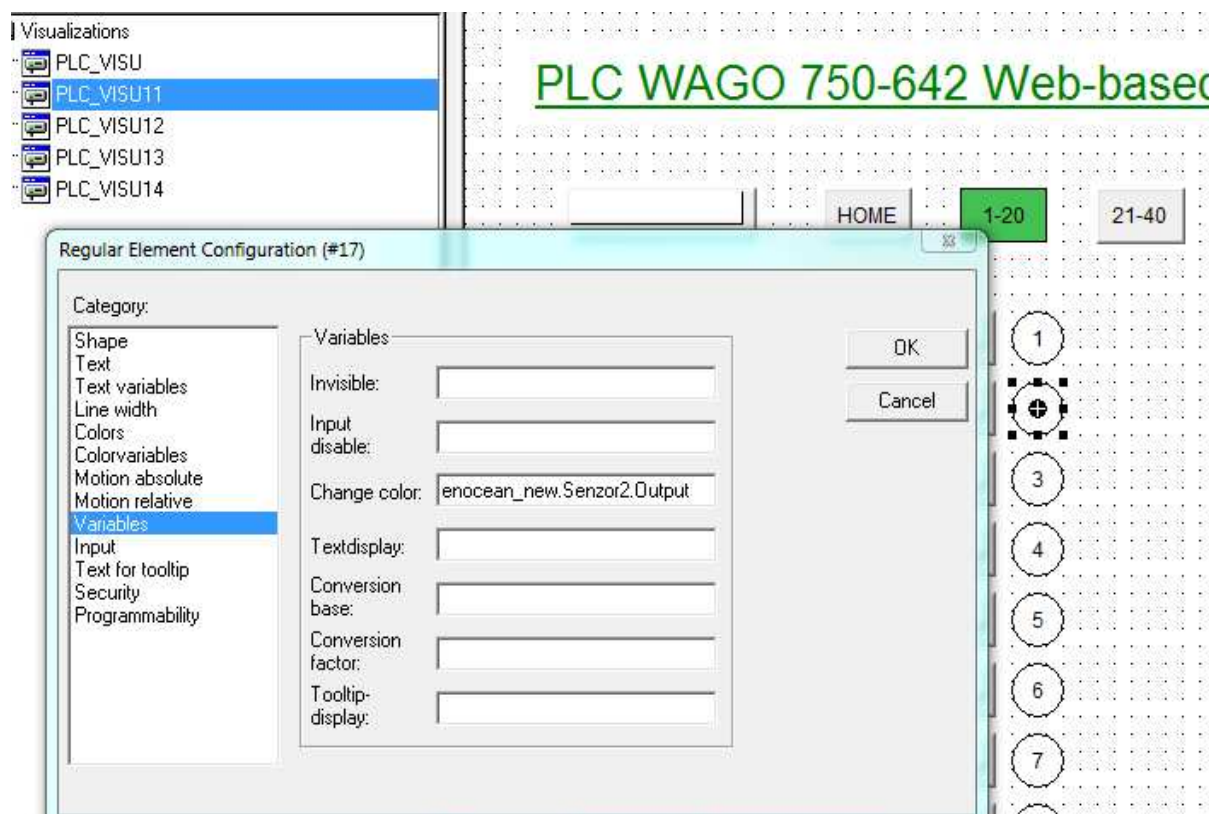 Visualizations
PLC_VISU
PLC_VISU11
PLC_VISU12
PLC_VISU13
PLC_VISU14
PLC WAGO 750-642 Web-based
HOME
1-20
21-40
Regular Element Configuration (#17)
Category:
Shape
Text
Text variables
Line width
Colors
Colorvariables
Motion absolute
Motion relative
Variables
Input
Text for tooltip
Security
Programmability
Variables
Invisible:
Input
disable:
Change color: enocean_new.Senzor2.Output
Textdisplay:
Conversion
base:
Conversion
factor:
Tooltip-
display:
OK
Cancel
1
3
4
5
6
7